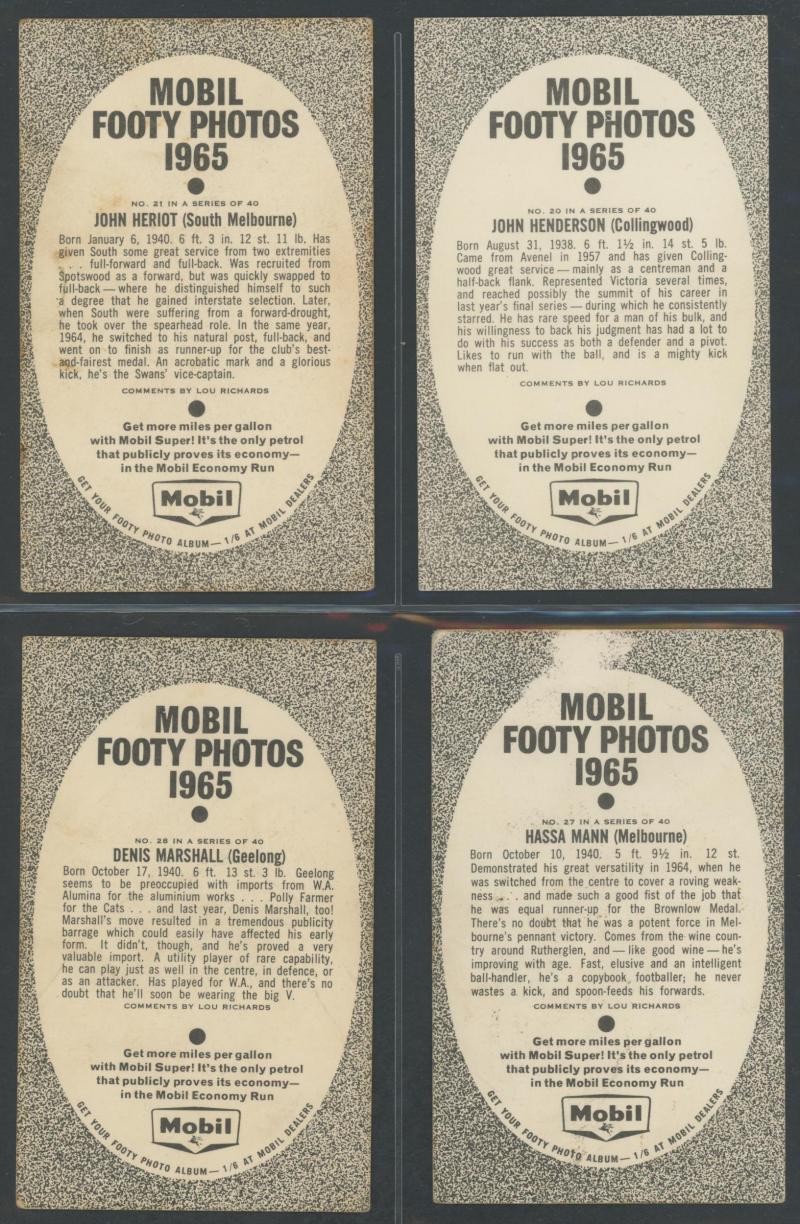 MOBIL
FOOTY PHOTOS
1965
NO. 21 IN A SERIES OF 40
JOHN HERIOT (South Melbourne)
Born January 6, 1940. 6 ft. 3 in. 12 st. 11 lb. Has
given South some great service from two extremities
. . . full-forward and full-back. Was recruited from
Spotswood as a forward, but was quickly swapped to
full-back — where he distinguished himself to such
a degree that he gained interstate selection. Later,
when South were suffering from a forward-drought,
he took over the spearhead role. In the same year,
1964, he switched to his natural post, full-back, and
went on to finish as runner-up for the club's best-
and-fairest medal. An acrobatic mark and a glorious
kick, he's the Swans' vice-captain.
COMMENTS BY LOU RICHARDS
Get more miles per gallon
with Mobil Super! It's the only petrol
that publicly proves its economy—
in the Mobil Economy Run
Mobil
GET YOUR FOOTY PHOTO ALBUM — 1/6 AT MOBIL DEALERS
MOBIL
FOOTY PHOTOS
1965
NO. 20 IN A SERIES OF 40
JOHN HENDERSON (Collingwood)
Born August 31, 1938. 6 ft. 1½ in. 14 st. 5 lb.
Came from Avenel in 1957 and has given Colling-
wood great service — mainly as a centreman and a
half-back flank. Represented Victoria several times,
and reached possibly the summit of his career in
last year's final series — during which he consistently
starred. He has rare speed for a man of his bulk, and
his willingness to back his judgment has had a lot to
do with his success as both a defender and a pivot.
Likes to run with the ball, and is a mighty kick
when flat out.
COMMENTS BY LOU RICHARDS
Get more miles per gallon
with Mobil Super! It's the only petrol
that publicly proves its economy—
in the Mobil Economy Run
Mobil
GET YOUR FOOTY PHOTO ALBUM — 1/6 AT MOBIL DEALERS
MOBIL
FOOTY PHOTOS
1965
NO. 28 IN A SERIES OF 40
DENIS MARSHALL (Geelong)
Born October 17, 1940. 6 ft. 13 st. 3 lb. Geelong
seems to be preoccupied with imports from W.A.
Alumina for the aluminium works . . . Polly Farmer
for the Cats . . . and last year, Denis Marshall, too!
Marshall's move resulted in a tremendous publicity
barrage which could easily have affected his early
form. It didn't, though, and he's proved a very
valuable import. A utility player of rare capability,
he can play just as well in the centre, in defence, or
as an attacker. Has played for W.A., and there's no
doubt that he'll soon be wearing the big V.
COMMENTS BY LOU RICHARDS
Get more miles per gallon
with Mobil Super! It's the only petrol
that publicly proves its economy—
in the Mobil Economy Run
Mobil
GET YOUR FOOTY PHOTO ALBUM — 1/6 AT MOBIL DEALERS
MOBIL
FOOTY PHOTOS
1965
NO. 27 IN A SERIES OF 40
HASSA MANN (Melbourne)
Born October 10, 1940. 5 ft. 9½ in. 12 st.
Demonstrated his great versatility in 1964, when he
was switched from the centre to cover a roving weak-
ness . . . and made such a good fist of the job that
he was equal runner-up for the Brownlow Medal.
There's no doubt that he was a potent force in Mel-
bourne's pennant victory. Comes from the wine coun-
try around Rutherglen, and — like good wine — he's
improving with age. Fast, elusive and an intelligent
ball-handler, he's a copybook footballer; he never
wastes a kick, and spoon-feeds his forwards.
COMMENTS BY LOU RICHARDS
Get more miles per gallon
with Mobil Super! It's the only petrol
that publicly proves its economy—
in the Mobil Economy Run
Mobil
GET YOUR FOOTY PHOTO ALBUM — 1/6 AT MOBIL DEALERS